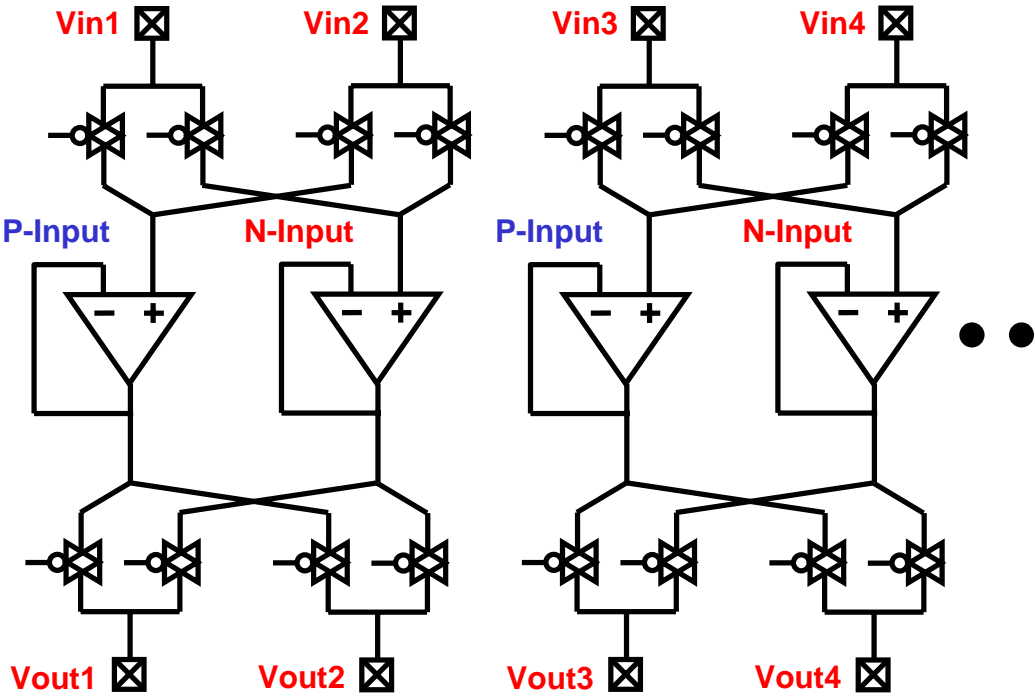 Vin1 Vin2 Vin3 Vin4
P-Input N-Input P-Input N-Input
− + − + − + − +
Vout1 Vout2 Vout3 Vout4